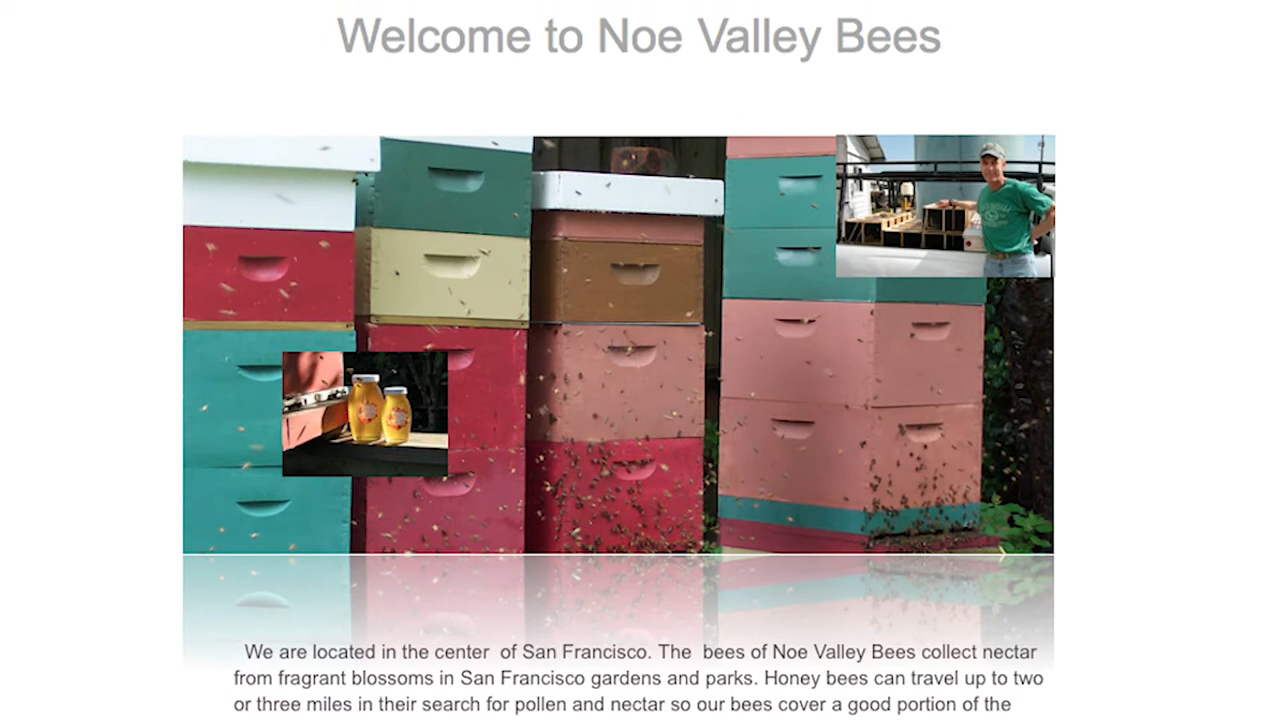 Welcome to Noe Valley Bees
We are located in the center of San Francisco. The bees of Noe Valley Bees collect nectar
from fragrant blossoms in San Francisco gardens and parks. Honey bees can travel up to two
or three miles in their search for pollen and nectar so our bees cover a good portion of the